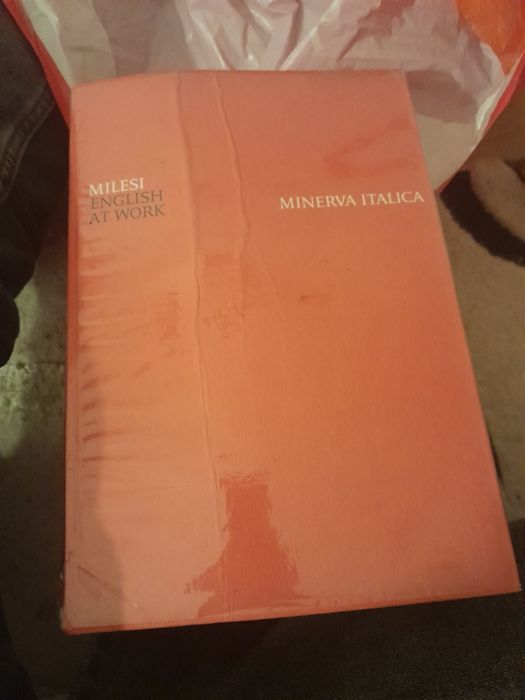 MILESI
ENGLISH
AT WORK
MINERVA ITALICA